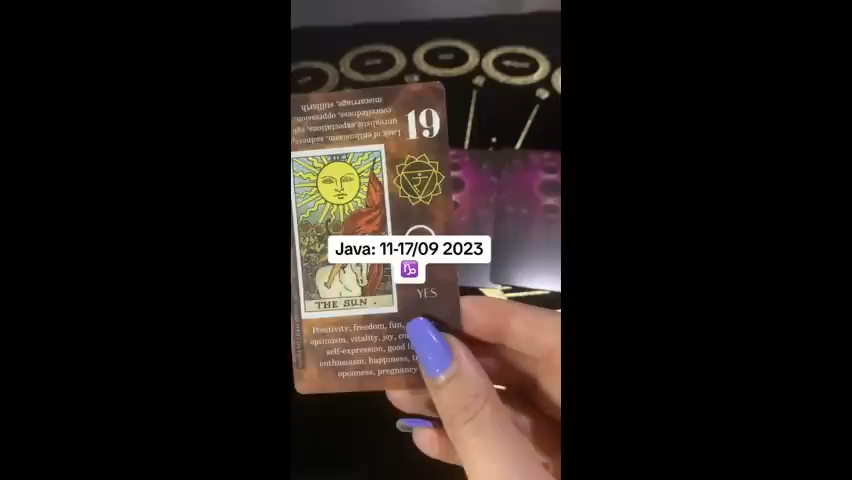 miscarriage, stillbirth
conceitedness, oppression,
unrealistic expectations, ego,
Lack of enthusiasm, sadness,
19
Java: 11-17/09 2023
♑
YES
THE SUN.
Positivity, freedom, fun,
optimism, vitality, joy,
self-expression, good
enthusiasm, happiness,
openness, pregnancy